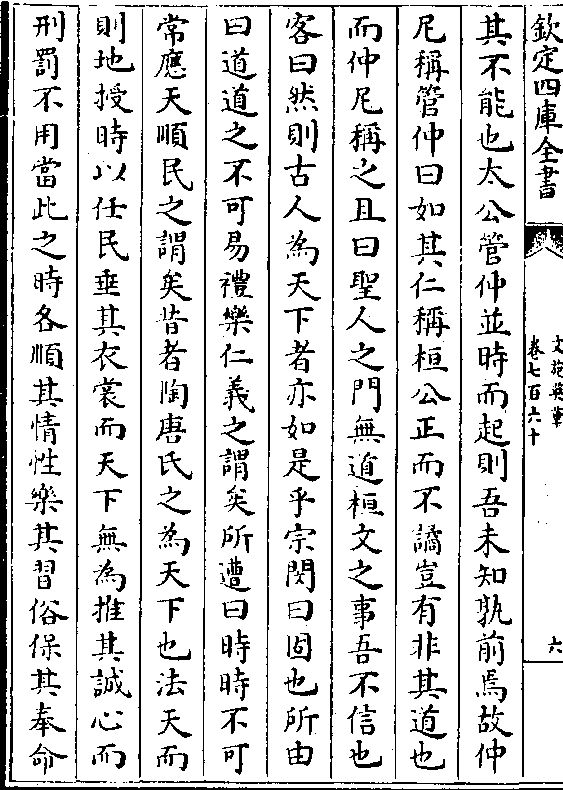 欽定四庫全書
文苑英華
卷七百六十
六
其不能也太公管仲並時而起則吾未知孰前焉故仲
尼稱管仲曰如其仁稱桓公正而不譎豈有非其道也
而仲尼稱之且曰聖人之門無道桓文之事吾不信也
客曰然則古人為天下者亦如是乎宗閔曰固也所由
曰道道之不可易禮樂仁義之謂矣所遭曰時時不可
常應天順民之謂矣昔者陶唐氏之為天下也法天而
則地授時以任民垂其衣裳而天下無為推其誠心而
刑罰不用當此之時各順其情性樂其習俗保其奉命